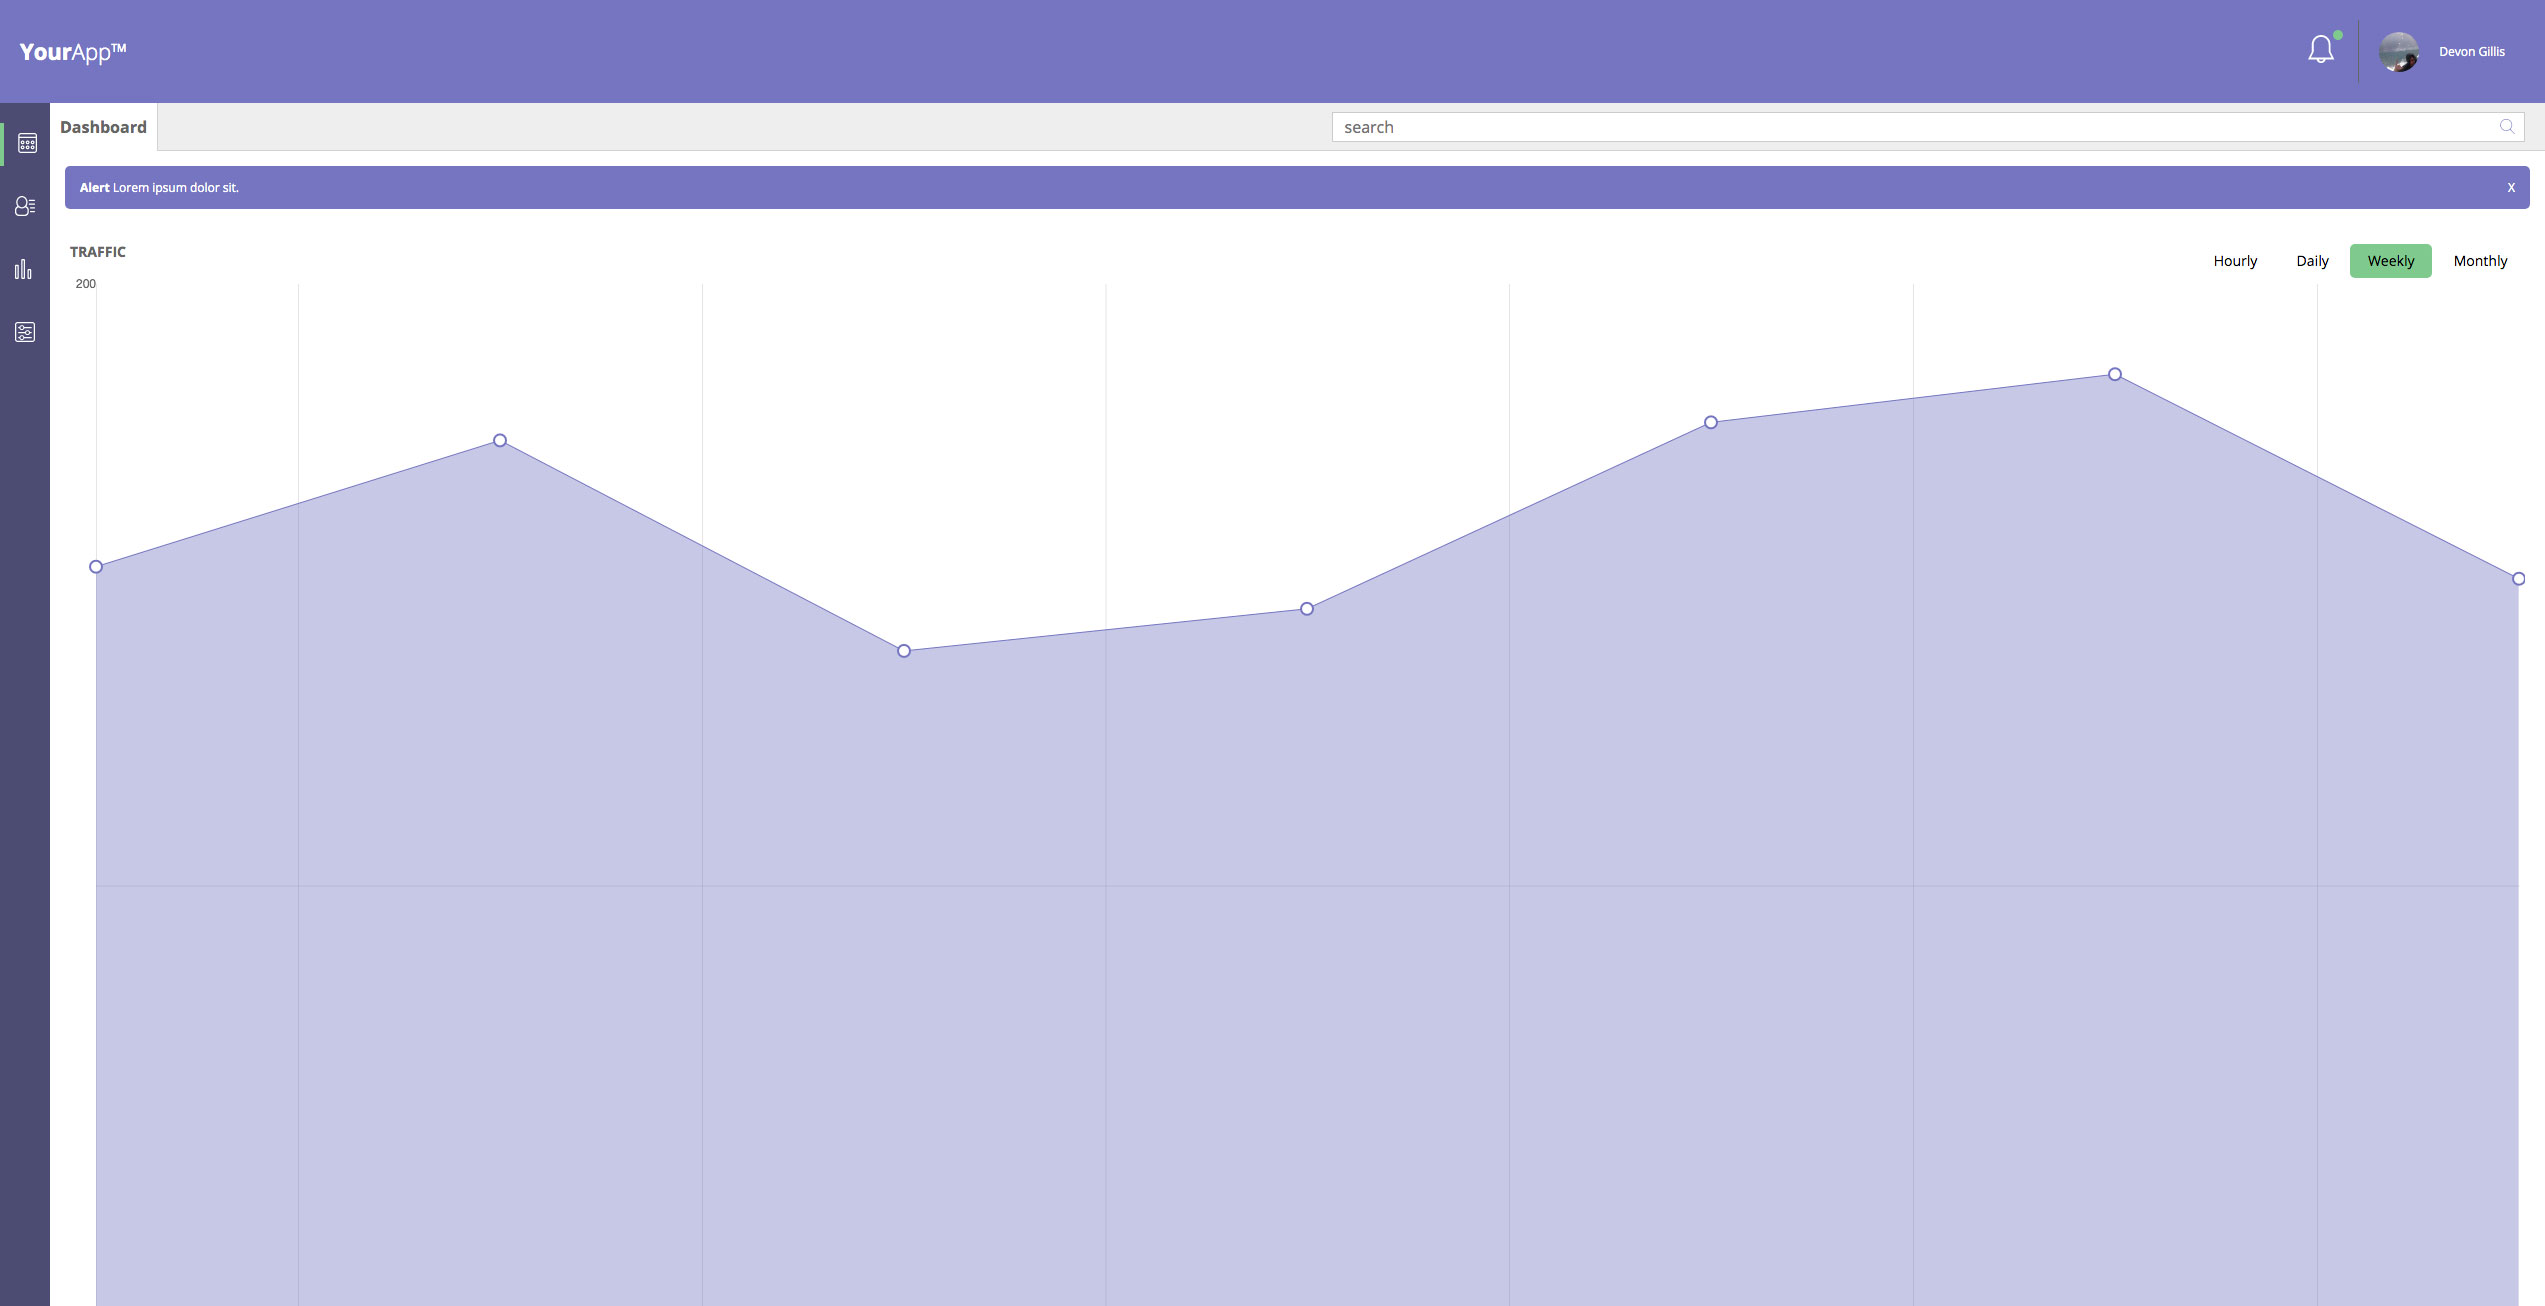 YourApp™
Devon Gillis
Dashboard
search
Alert Lorem ipsum dolor sit.
X
TRAFFIC
Hourly
Daily
Weekly
Monthly
200